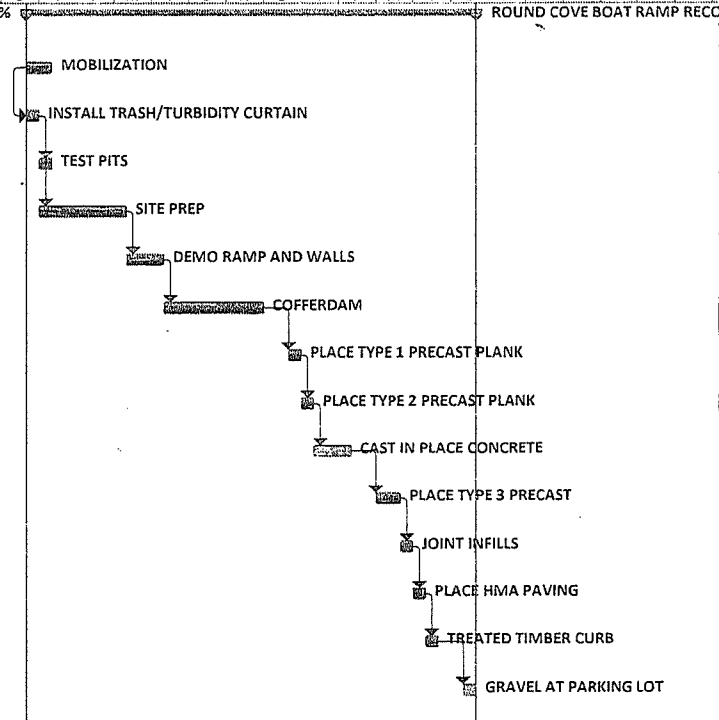 %
ROUND COVE BOAT RAMP RECO
MOBILIZATION
INSTALL TRASH/TURBIDITY CURTAIN
TEST PITS
SITE PREP
DEMO RAMP AND WALLS
COFFERDAM
PLACE TYPE 1 PRECAST PLANK
PLACE TYPE 2 PRECAST PLANK
CAST IN PLACE CONCRETE
PLACE TYPE 3 PRECAST
JOINT INFILLS
PLACE HMA PAVING
TREATED TIMBER CURB
GRAVEL AT PARKING LOT